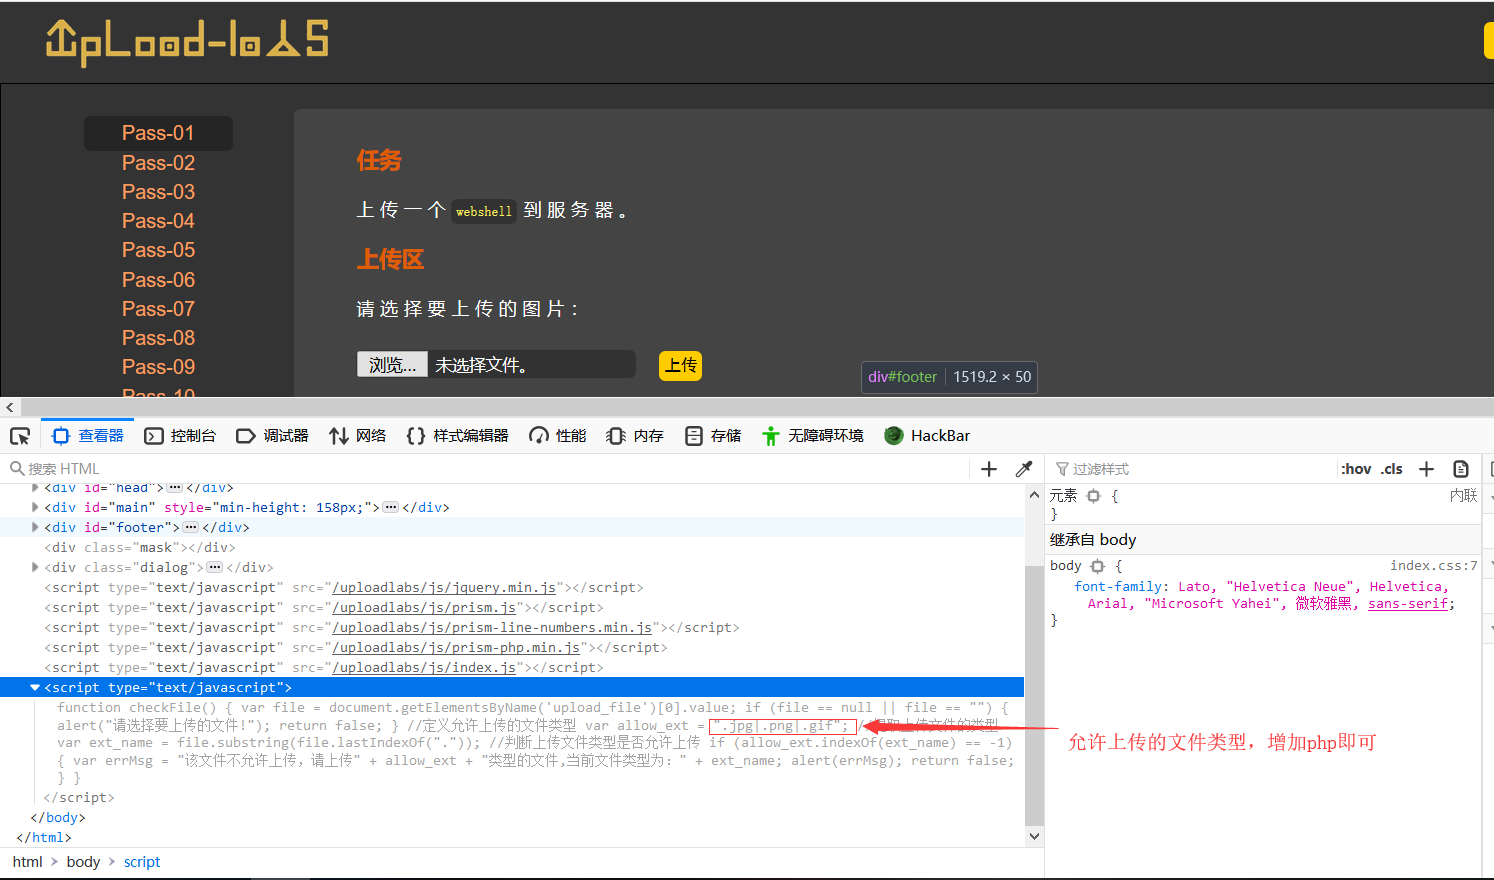 UpLoad-labs
Pass-01
Pass-02
Pass-03
Pass-04
Pass-05
Pass-06
Pass-07
Pass-08
Pass-09
Pass-10
任务
上传一个 webshell 到服务器。
上传区
请选择要上传的图片：
浏览... 未选择文件。 上传
div#footer 1519.2 × 50
查看器 控制台 调试器 网络 {} 样式编辑器 性能 内存 存储 无障碍环境 HackBar
搜索 HTML
<div id="head">···</div>
<div id="main" style="min-height: 158px;">···</div>
<div id="footer">···</div>
<div class="mask"></div>
<div class="dialog">···</div>
<script type="text/javascript" src="/uploadlabs/js/jquery.min.js"></script>
<script type="text/javascript" src="/uploadlabs/js/prism.js"></script>
<script type="text/javascript" src="/uploadlabs/js/prism-line-numbers.min.js"></script>
<script type="text/javascript" src="/uploadlabs/js/prism-php.min.js"></script>
<script type="text/javascript" src="/uploadlabs/js/index.js"></script>
<script type="text/javascript">
function checkFile() { var file = document.getElementsByName('upload_file')[0].value; if (file == null || file == "") {
alert("请选择要上传的文件!"); return false; } //定义允许上传的文件类型 var allow_ext = ".jpg|.png|.gif"; //提取上传文件的类型
var ext_name = file.substring(file.lastIndexOf(".")); //判断上传文件类型是否允许上传 if (allow_ext.indexOf(ext_name) == -1)
{ var errMsg = "该文件不允许上传，请上传" + allow_ext + "类型的文件,当前文件类型为：" + ext_name; alert(errMsg); return false;
} }
</script>
</body>
</html>
html > body > script
过滤样式 :hov .cls +
元素 { 内联
}
继承自 body
body { index.css:7
font-family: Lato, "Helvetica Neue", Helvetica,
Arial, "Microsoft Yahei", 微软雅黑, sans-serif;
}
允许上传的文件类型，增加php即可